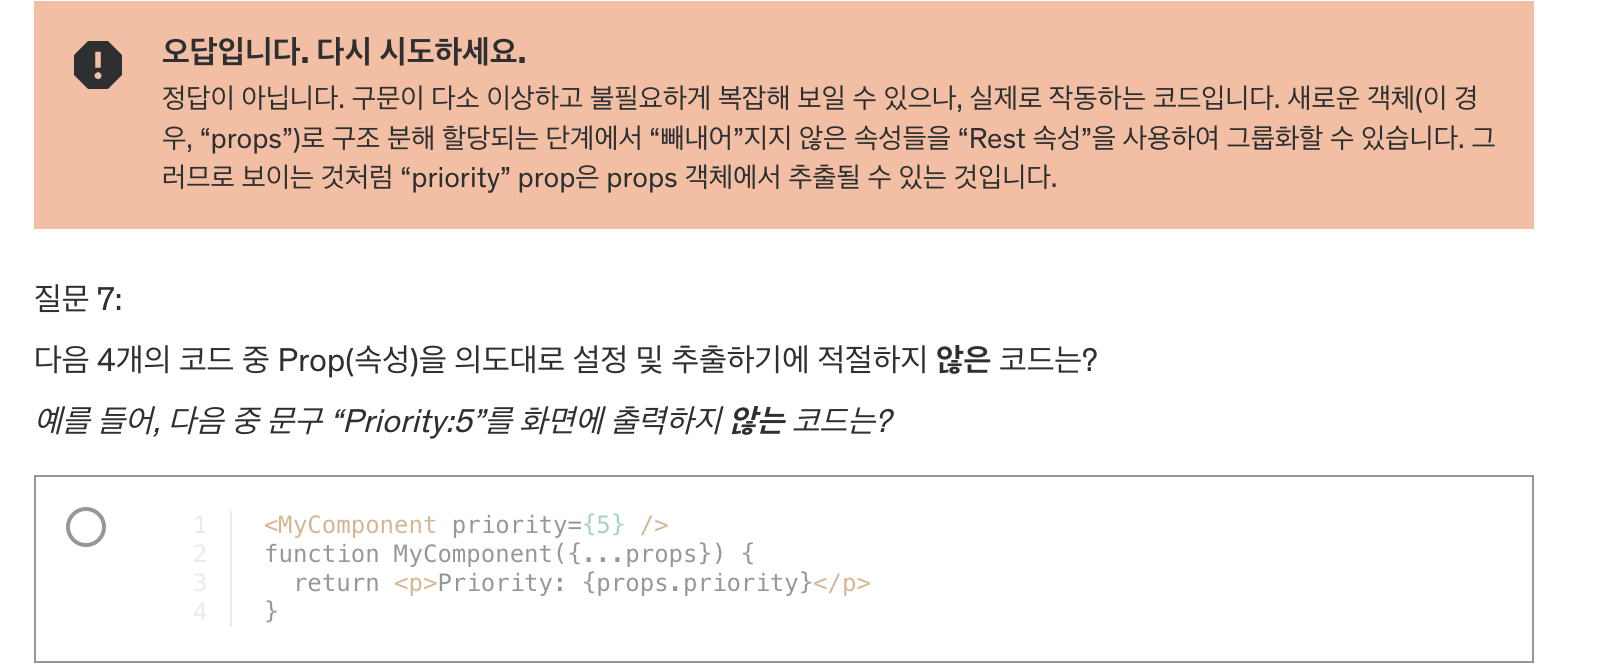 오답입니다. 다시 시도하세요.
정답이 아닙니다. 구문이 다소 이상하고 불필요하게 복잡해 보일 수 있으나, 실제로 작동하는 코드입니다. 새로운 객체(이 경
우, “props”)로 구조 분해 할당되는 단계에서 “빼내어”지지 않은 속성들을 “Rest 속성”을 사용하여 그룹화할 수 있습니다. 그
러므로 보이는 것처럼 “priority” prop은 props 객체에서 추출될 수 있는 것입니다.
질문 7:
다음 4개의 코드 중 Prop(속성)을 의도대로 설정 및 추출하기에 적절하지 않은 코드는?
예를 들어, 다음 중 문구 “Priority:5”를 화면에 출력하지 않는 코드는?
1 <MyComponent priority={5} />
2 function MyComponent({...props}) {
3   return <p>Priority: {props.priority}</p>
4 }